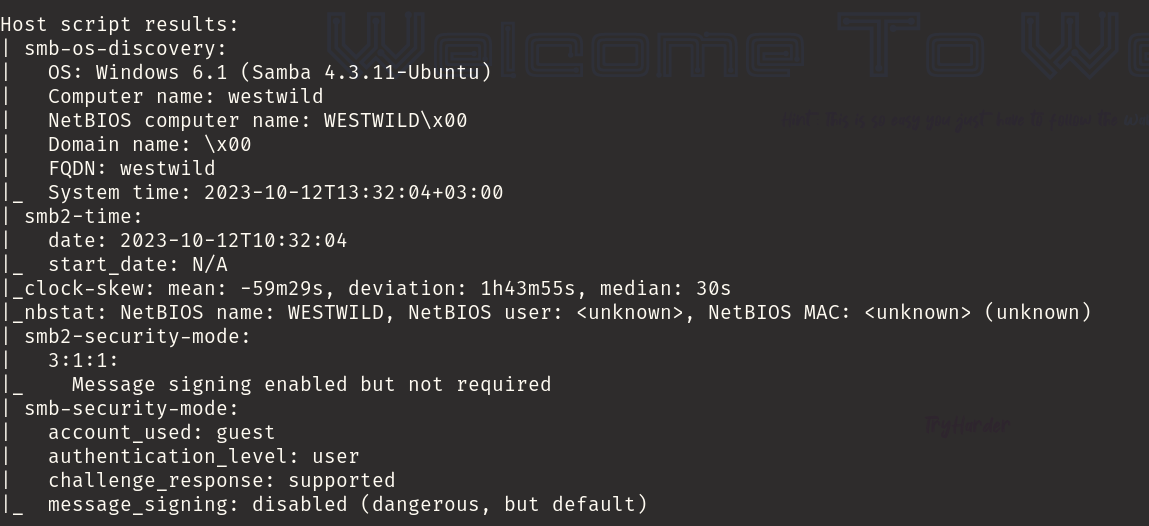 Welcome To We
Host script results:
| smb-os-discovery:
|   OS: Windows 6.1 (Samba 4.3.11-Ubuntu)
|   Computer name: westwild
|   NetBIOS computer name: WESTWILD\x00
|   Domain name: \x00
|   FQDN: westwild
|_  System time: 2023-10-12T13:32:04+03:00
| smb2-time:
|   date: 2023-10-12T10:32:04
|_  start_date: N/A
|_clock-skew: mean: -59m29s, deviation: 1h43m55s, median: 30s
|_nbstat: NetBIOS name: WESTWILD, NetBIOS user: <unknown>, NetBIOS MAC: <unknown> (unknown)
| smb2-security-mode:
|   3:1:1:
|_    Message signing enabled but not required
| smb-security-mode:
|   account_used: guest
|   authentication_level: user
|   challenge_response: supported
|_  message_signing: disabled (dangerous, but default)
TryHarder